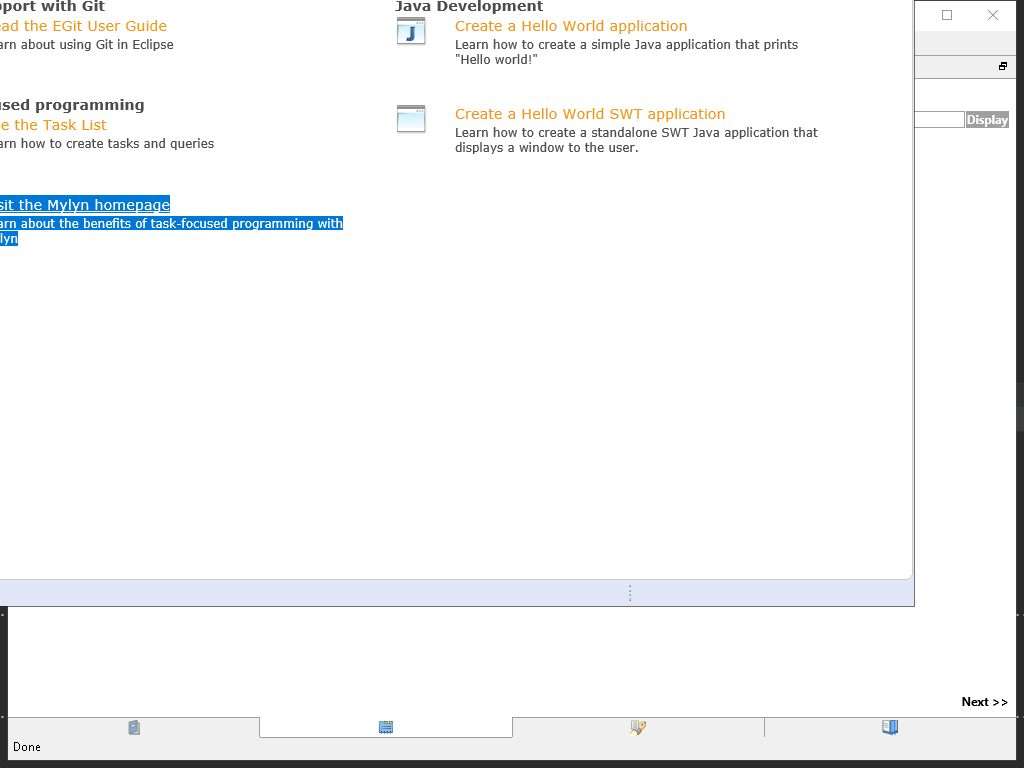 pport with Git
ead the EGit User Guide
arn about using Git in Eclipse
used programming
e the Task List
arn how to create tasks and queries
sit the Mylyn homepage
arn about the benefits of task-focused programming with
lyn
Java Development
Create a Hello World application
Learn how to create a simple Java application that prints
"Hello world!"
Create a Hello World SWT application
Learn how to create a standalone SWT Java application that
displays a window to the user.
Display
Next >>
Done